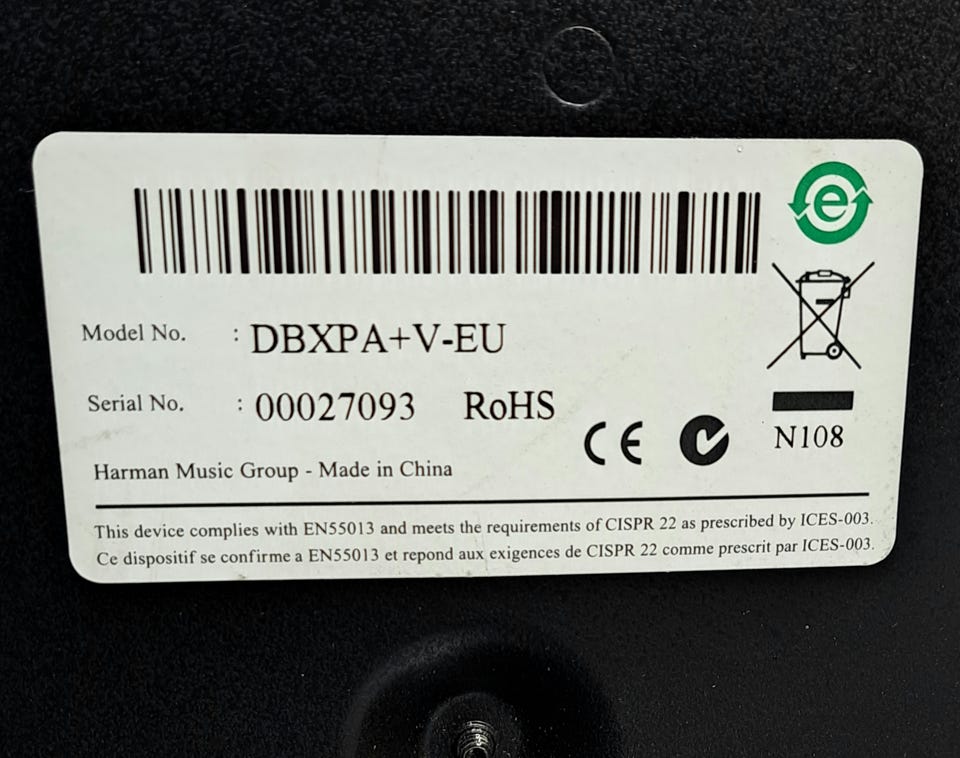 e
Model No. : DBXPA+V-EU
Serial No. : 00027093 RoHS
CE
N108
Harman Music Group - Made in China
This device complies with EN55013 and meets the requirements of CISPR 22 as prescribed by ICES-003.
Ce dispositif se confirme a EN55013 et repond aux exigences de CISPR 22 comme prescrit par ICES-003.